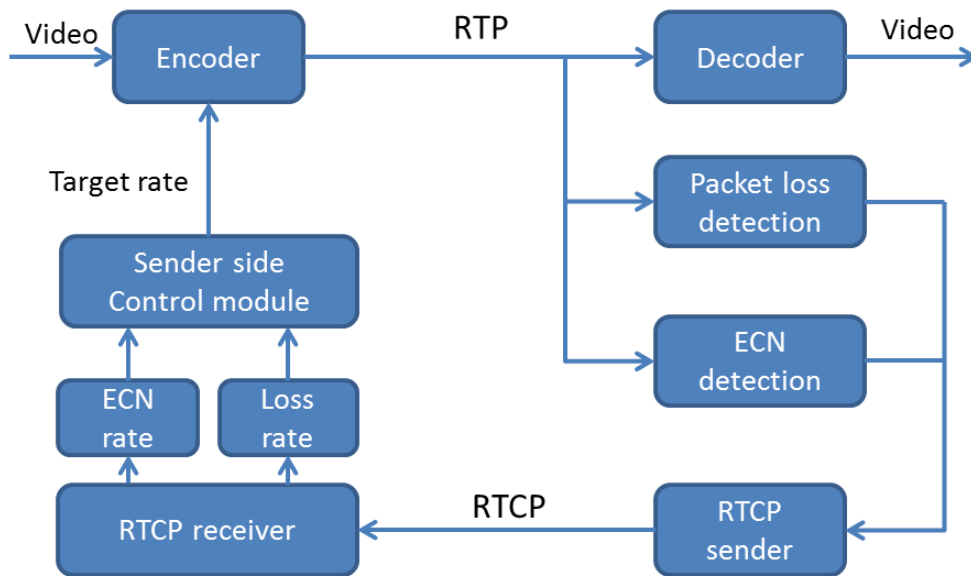 Video
Encoder
RTP
Decoder
Video
Target rate
Packet loss
detection
Sender side
Control module
ECN
detection
ECN
rate
Loss
rate
RTCP receiver
RTCP
RTCP
sender